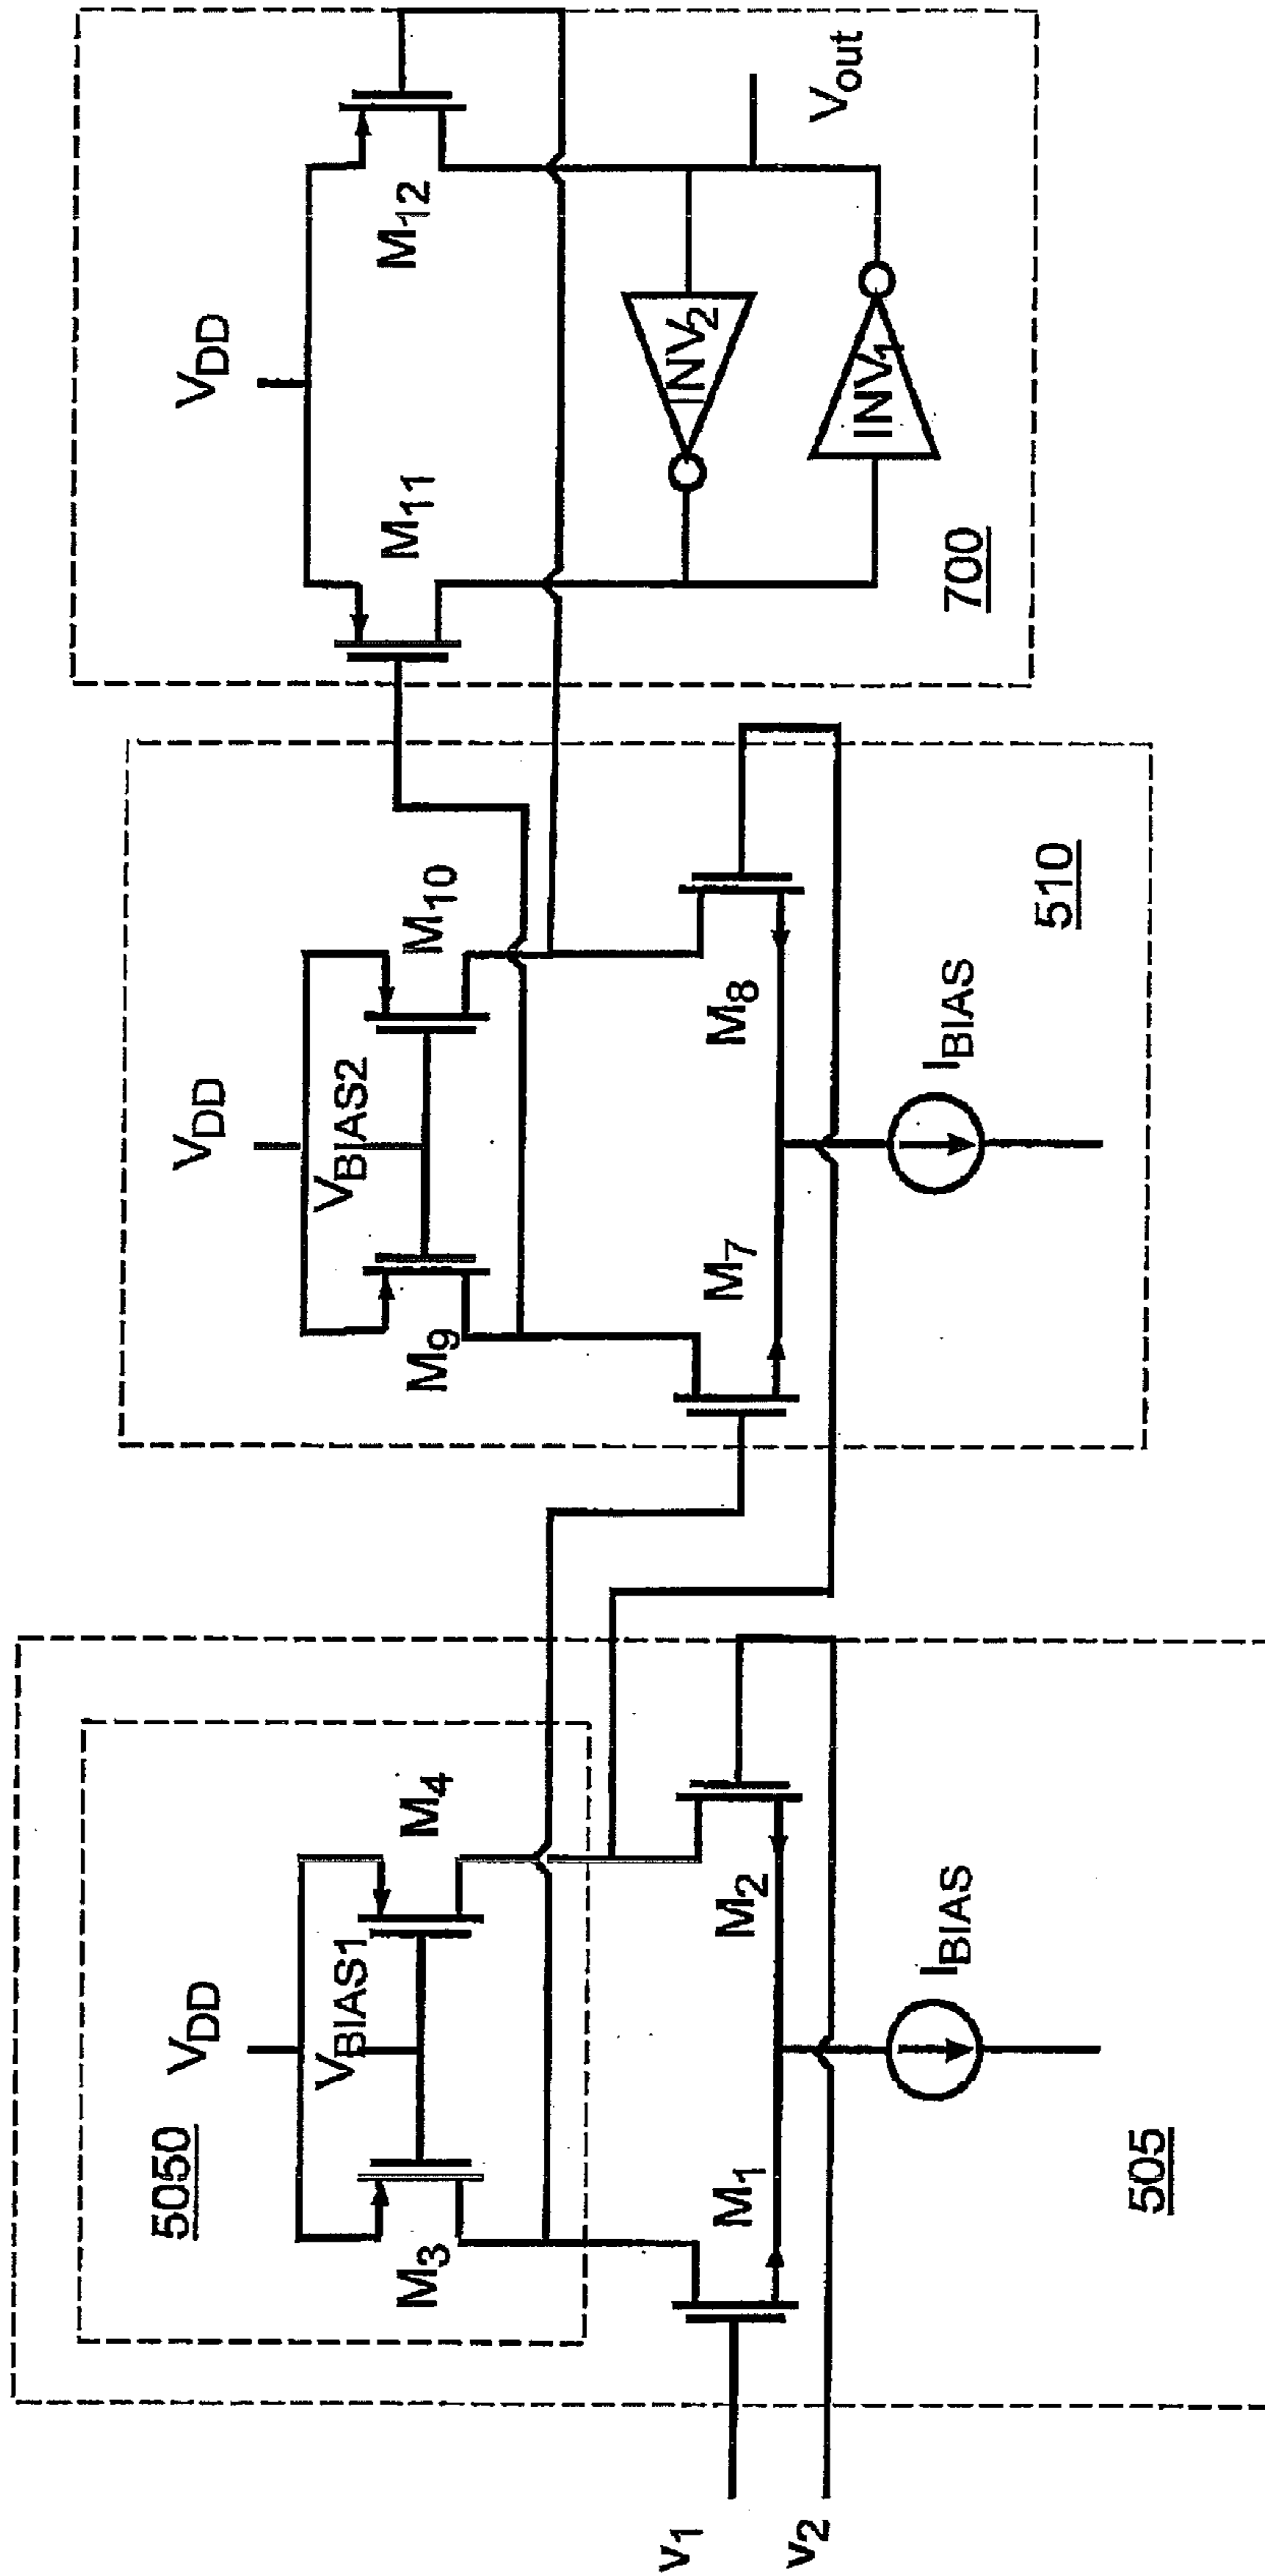 5050
V_DD
V_BIAS1
M_3
M_4
M_1
M_2
v_1
v_2
I_BIAS
505
V_DD
V_BIAS2
M_9
M_10
M_7
M_8
I_BIAS
510
V_DD
M_11
M_12
INV_2
INV_1
V_out
700